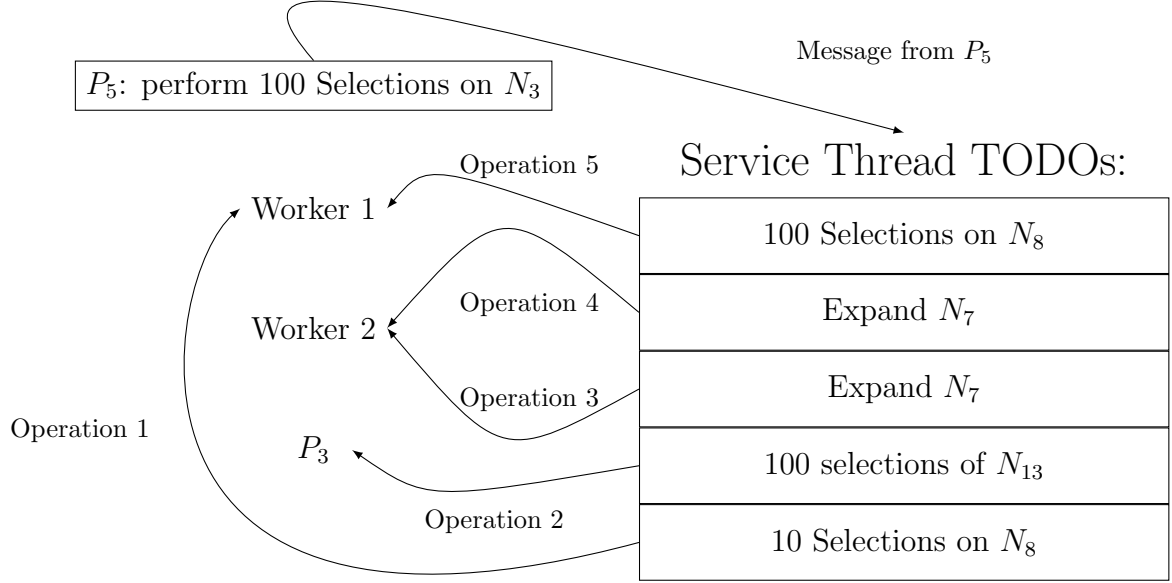 Message from P₅
P₅: perform 100 Selections on N₃
Service Thread TODOs:
Operation 5
Worker 1
100 Selections on N₈
Operation 4
Expand N₇
Worker 2
Operation 3
Expand N₇
Operation 1
P₃
100 selections of N₁₃
Operation 2
10 Selections on N₈